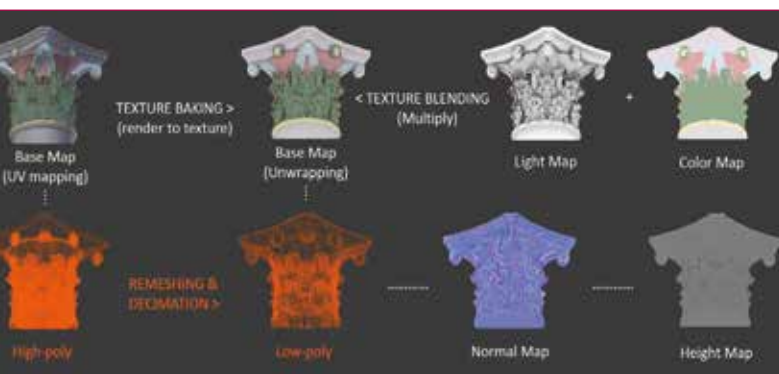 TEXTURE BAKING >
(render to texture)
< TEXTURE BLENDING
(Multiply)
+
Base Map
(UV mapping)
Base Map
(Unwrapping)
Light Map
Color Map
REMESHING &
DECIMATION >
High-poly
Low-poly
Normal Map
Height Map